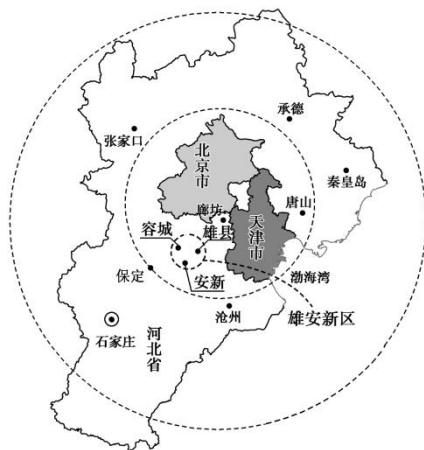 承德
张家口
北京市
秦皇岛
唐山
廊坊
天津市
容城
雄县
保定
安新
渤海湾
沧州
雄安新区
石家庄
河北省